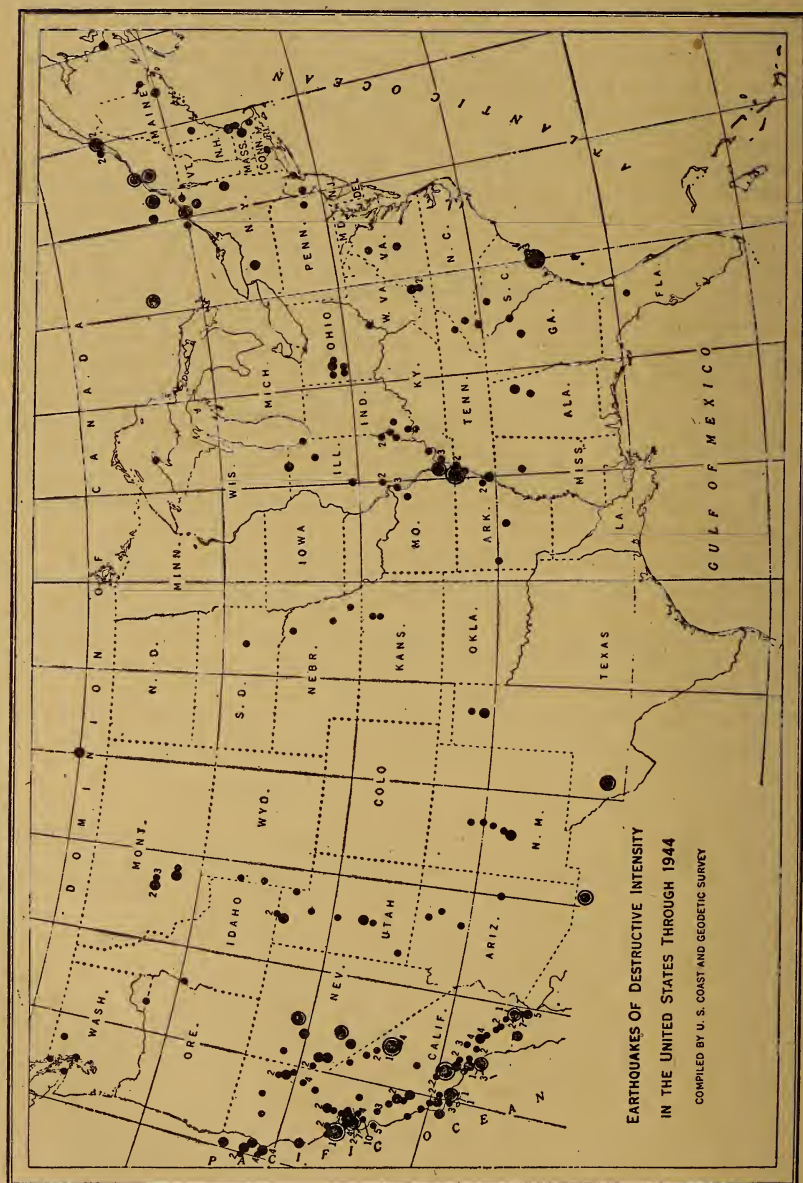 DOMINION OF CANADA
WASH.
MONT.
N. D.
MINN.
MAINE
ORE.
IDAHO
WYD.
S. D.
WIS.
MICH.
N. Y.
VT.
N.H.
MASS.
CONN.
R.I.
NEV.
UTAH
COLO
NEBR.
IOWA
ILL.
IND.
OHIO
PENN.
N.J.
MD.
DEL.
CALIF.
ARIZ.
N. M.
KANS.
MO.
KY.
W. VA.
VA.
OKLA.
ARK.
TENN.
N. C.
S. C.
TEXAS
LA.
MISS.
ALA.
GA.
FLA.
PACIFIC
OCEAN
ATLANTIC
OCEAN
GULF OF MEXICO
EARTHQUAKES OF DESTRUCTIVE INTENSITY
IN THE UNITED STATES THROUGH 1944
COMPILED BY U. S. COAST AND GEODETIC SURVEY